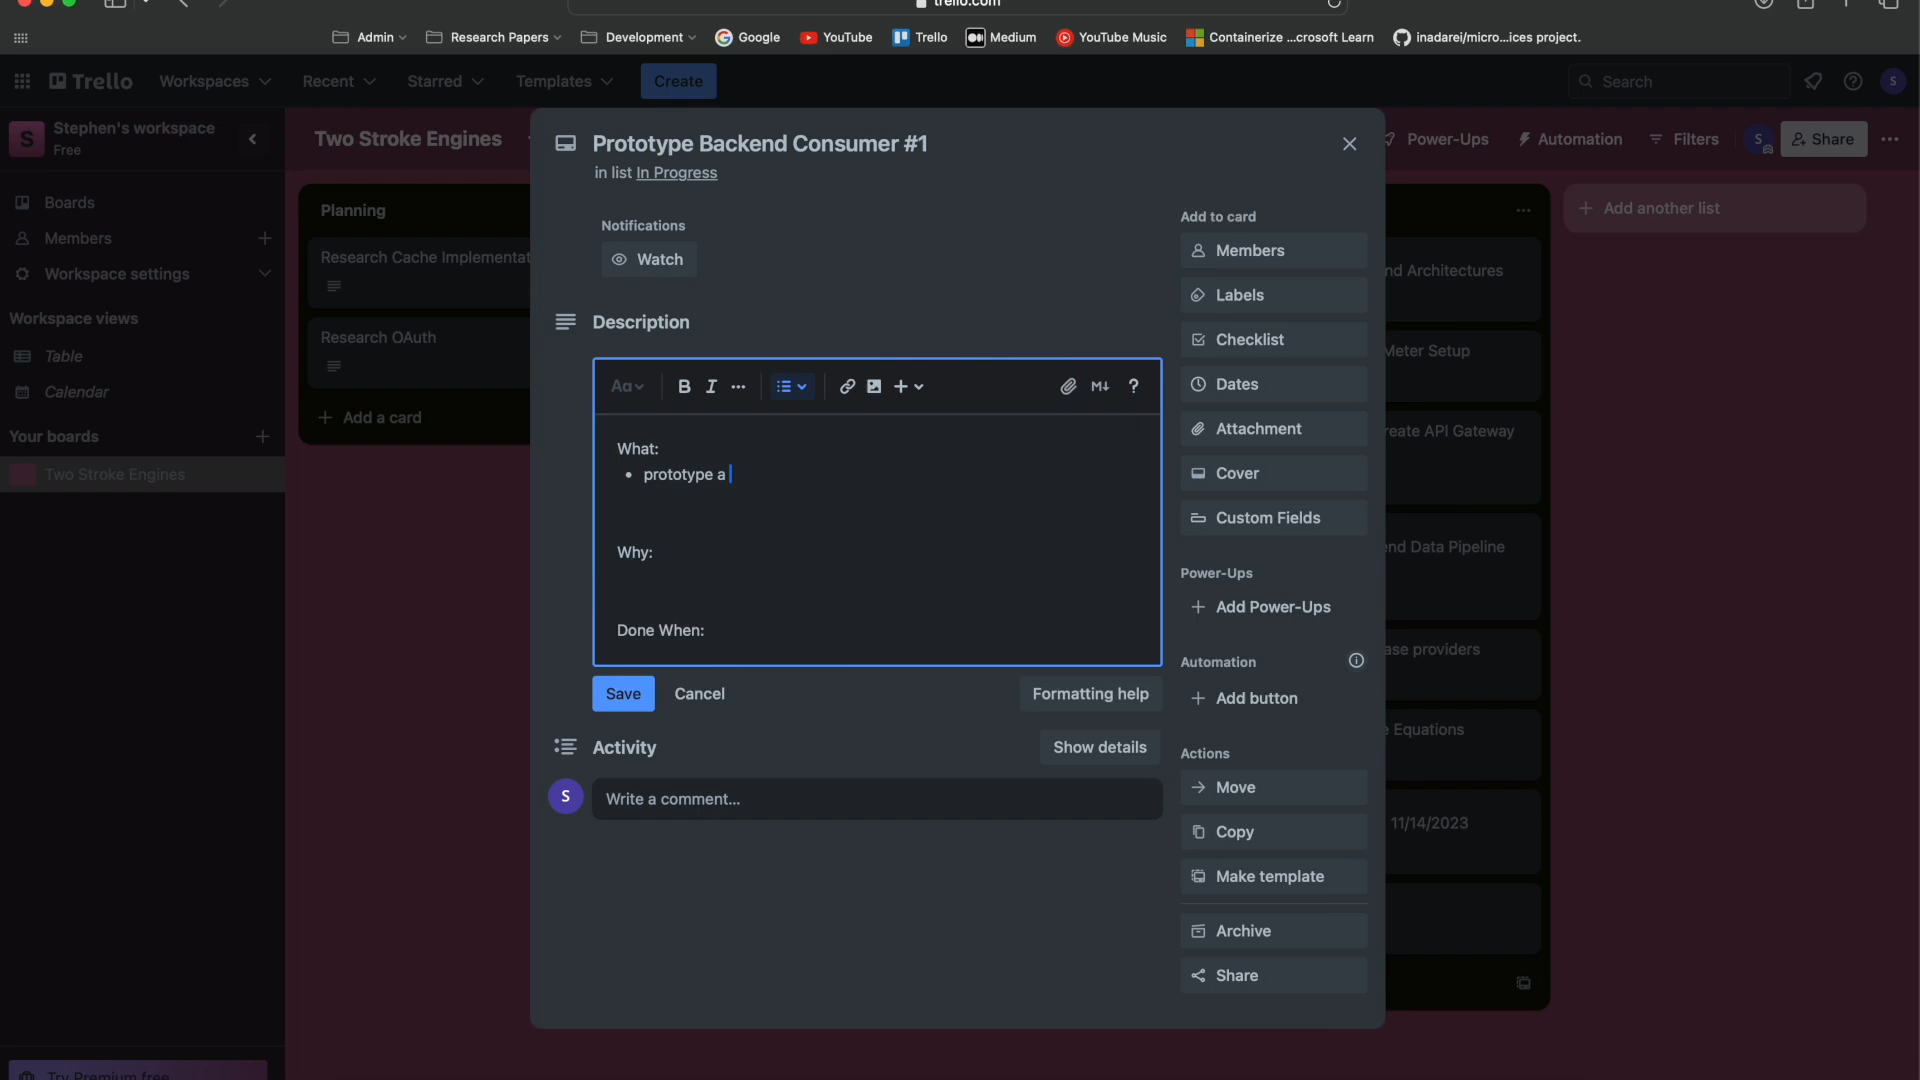 trello.com
Admin
Research Papers
Development
Google
YouTube
Trello
Medium
YouTube Music
Containerize ...crosoft Learn
inadarei/micro...ices project.
Trello
Workspaces
Recent
Starred
Templates
Create
Search
S
S
Stephen's workspace
Free
Two Stroke Engines
Power-Ups
Automation
Filters
S
Share
Boards
Members
Workspace settings
Workspace views
Table
Calendar
Your boards
Two Stroke Engines
Try Premium free
Planning
Research Cache Implementat
Research OAuth
Add a card
Prototype Backend Consumer #1
in list In Progress
Notifications
Watch
Description
Aa
B
I
M
?
What:
• prototype a
Why:
Done When:
Save
Cancel
Formatting help
Activity
Show details
S
Write a comment...
Add to card
Members
Labels
Checklist
Dates
Attachment
Cover
Custom Fields
Power-Ups
Add Power-Ups
Automation
Add button
Actions
Move
Copy
Make template
Archive
Share
nd Architectures
Meter Setup
reate API Gateway
end Data Pipeline
ase providers
e Equations
11/14/2023
Add another list